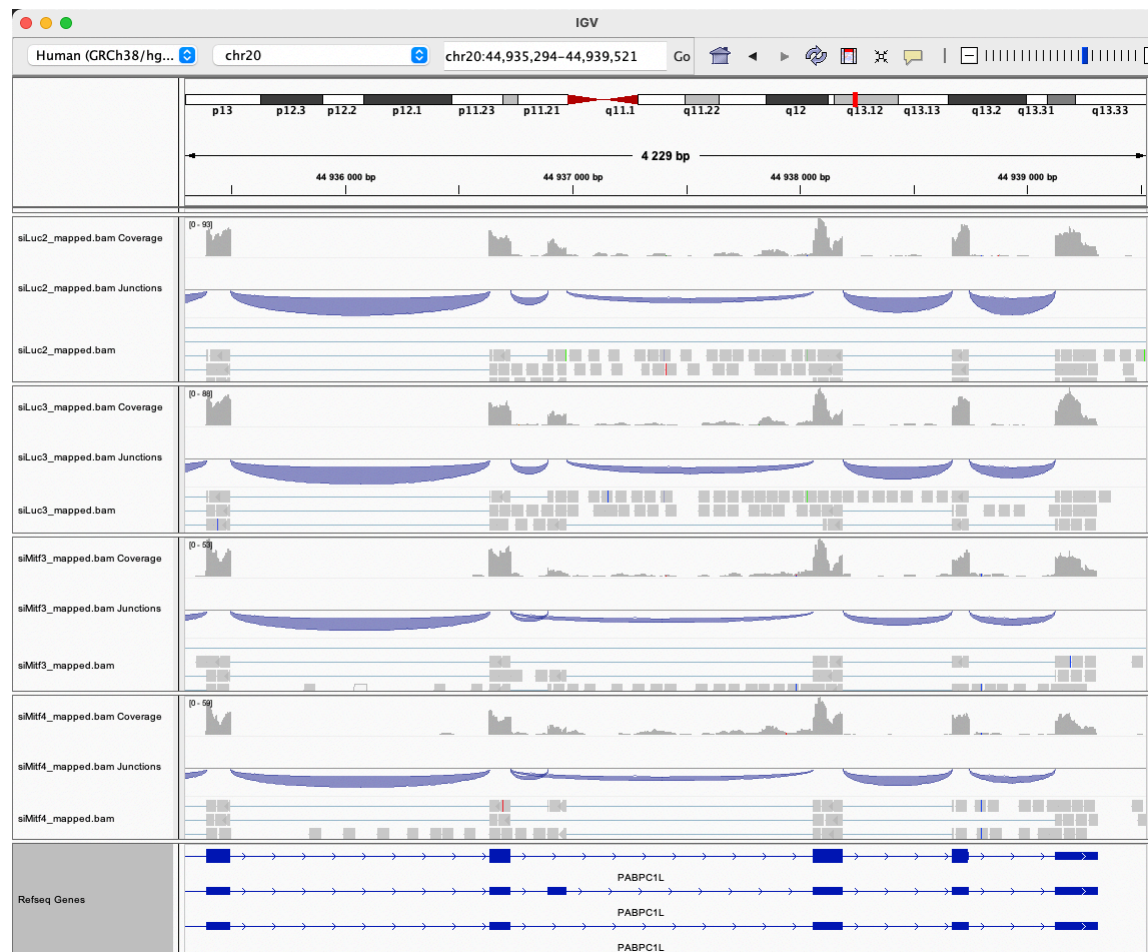 IGV
Human (GRCh38/hg... chr20 chr20:44,935,294-44,939,521 Go
p13 p12.3 p12.2 p12.1 p11.23 p11.21 q11.1 q11.22 q12 q13.12 q13.13 q13.2 q13.31 q13.33
4 229 bp
44 936 000 bp 44 937 000 bp 44 938 000 bp 44 939 000 bp
[0 - 93]
siLuc2_mapped.bam Coverage
siLuc2_mapped.bam Junctions
siLuc2_mapped.bam
[0 - 88]
siLuc3_mapped.bam Coverage
siLuc3_mapped.bam Junctions
siLuc3_mapped.bam
[0 - 53]
siMitf3_mapped.bam Coverage
siMitf3_mapped.bam Junctions
siMitf3_mapped.bam
[0 - 59]
siMitf4_mapped.bam Coverage
siMitf4_mapped.bam Junctions
siMitf4_mapped.bam
PABPC1L
Refseq Genes
PABPC1L
PABPC1L